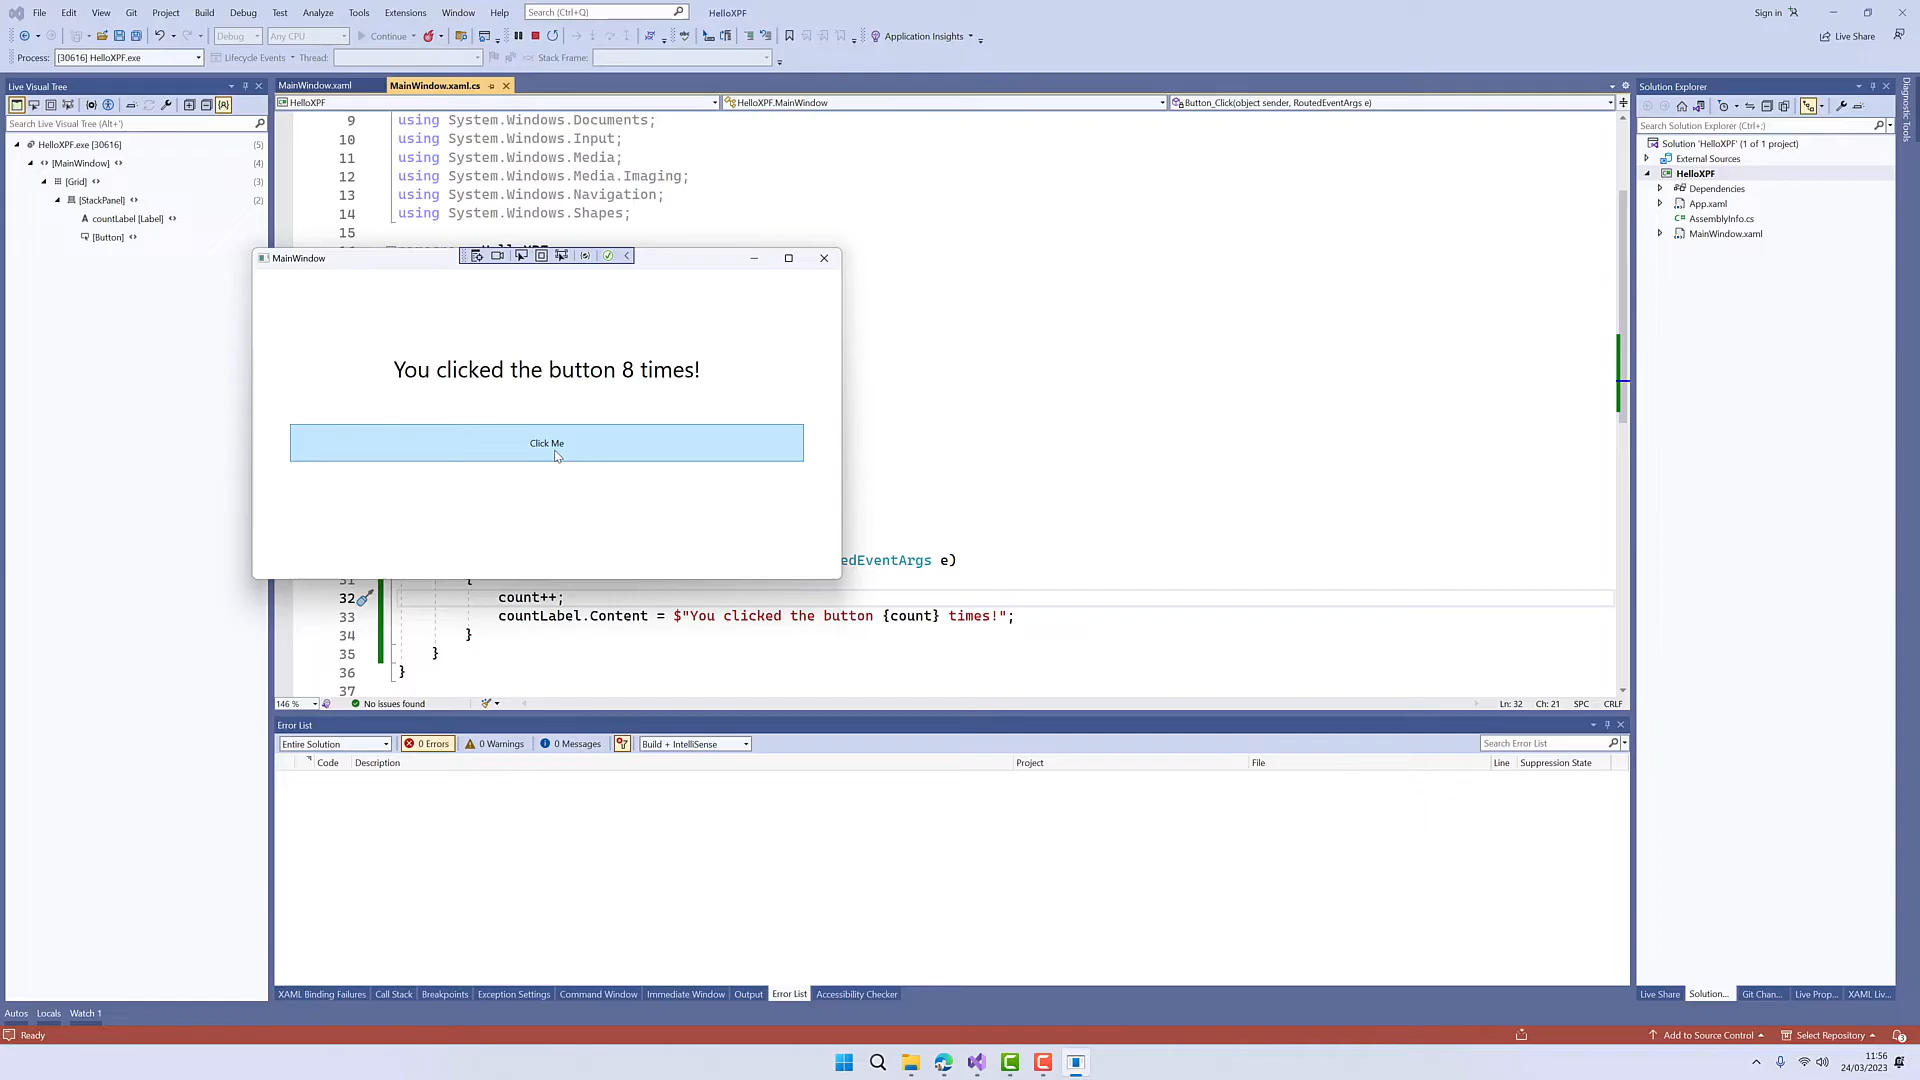 File Edit View Git Project Build Debug Test Analyze Tools Extensions Window Help Search (Ctrl+Q) HelloXPF Sign in
Debug Any CPU Continue Application Insights Live Share
Process: [30616] HelloXPF.exe Lifecycle Events Thread: Stack Frame:
Live Visual Tree
Search Live Visual Tree (Alt+')
HelloXPF.exe [30616] (5)
[MainWindow] (4)
[Grid] (3)
[StackPanel] (2)
countLabel [Label]
[Button]
MainWindow.xaml MainWindow.xaml.cs
HelloXPF HelloXPF.MainWindow Button_Click(object sender, RoutedEventArgs e)
9 using System.Windows.Documents;
10 using System.Windows.Input;
11 using System.Windows.Media;
12 using System.Windows.Media.Imaging;
13 using System.Windows.Navigation;
14 using System.Windows.Shapes;
15
MainWindow
You clicked the button 8 times!
Click Me
edEventArgs e)
31 {
32 count++;
33 countLabel.Content = $"You clicked the button {count} times!";
34 }
35 }
36 }
37
146 % No issues found Ln: 32 Ch: 21 SPC CRLF
Error List
Entire Solution 0 Errors 0 Warnings 0 Messages Build + IntelliSense Search Error List
Code Description Project File Line Suppression State
XAML Binding Failures Call Stack Breakpoints Exception Settings Command Window Immediate Window Output Error List Accessibility Checker
Solution Explorer
Search Solution Explorer (Ctrl+;)
Solution 'HelloXPF' (1 of 1 project)
External Sources
HelloXPF
Dependencies
App.xaml
AssemblyInfo.cs
MainWindow.xaml
Diagnostic Tools
Live Share Solution... Git Chan... Live Prop... XAML Liv...
Autos Locals Watch 1
Ready Add to Source Control Select Repository
11:56
24/03/2023